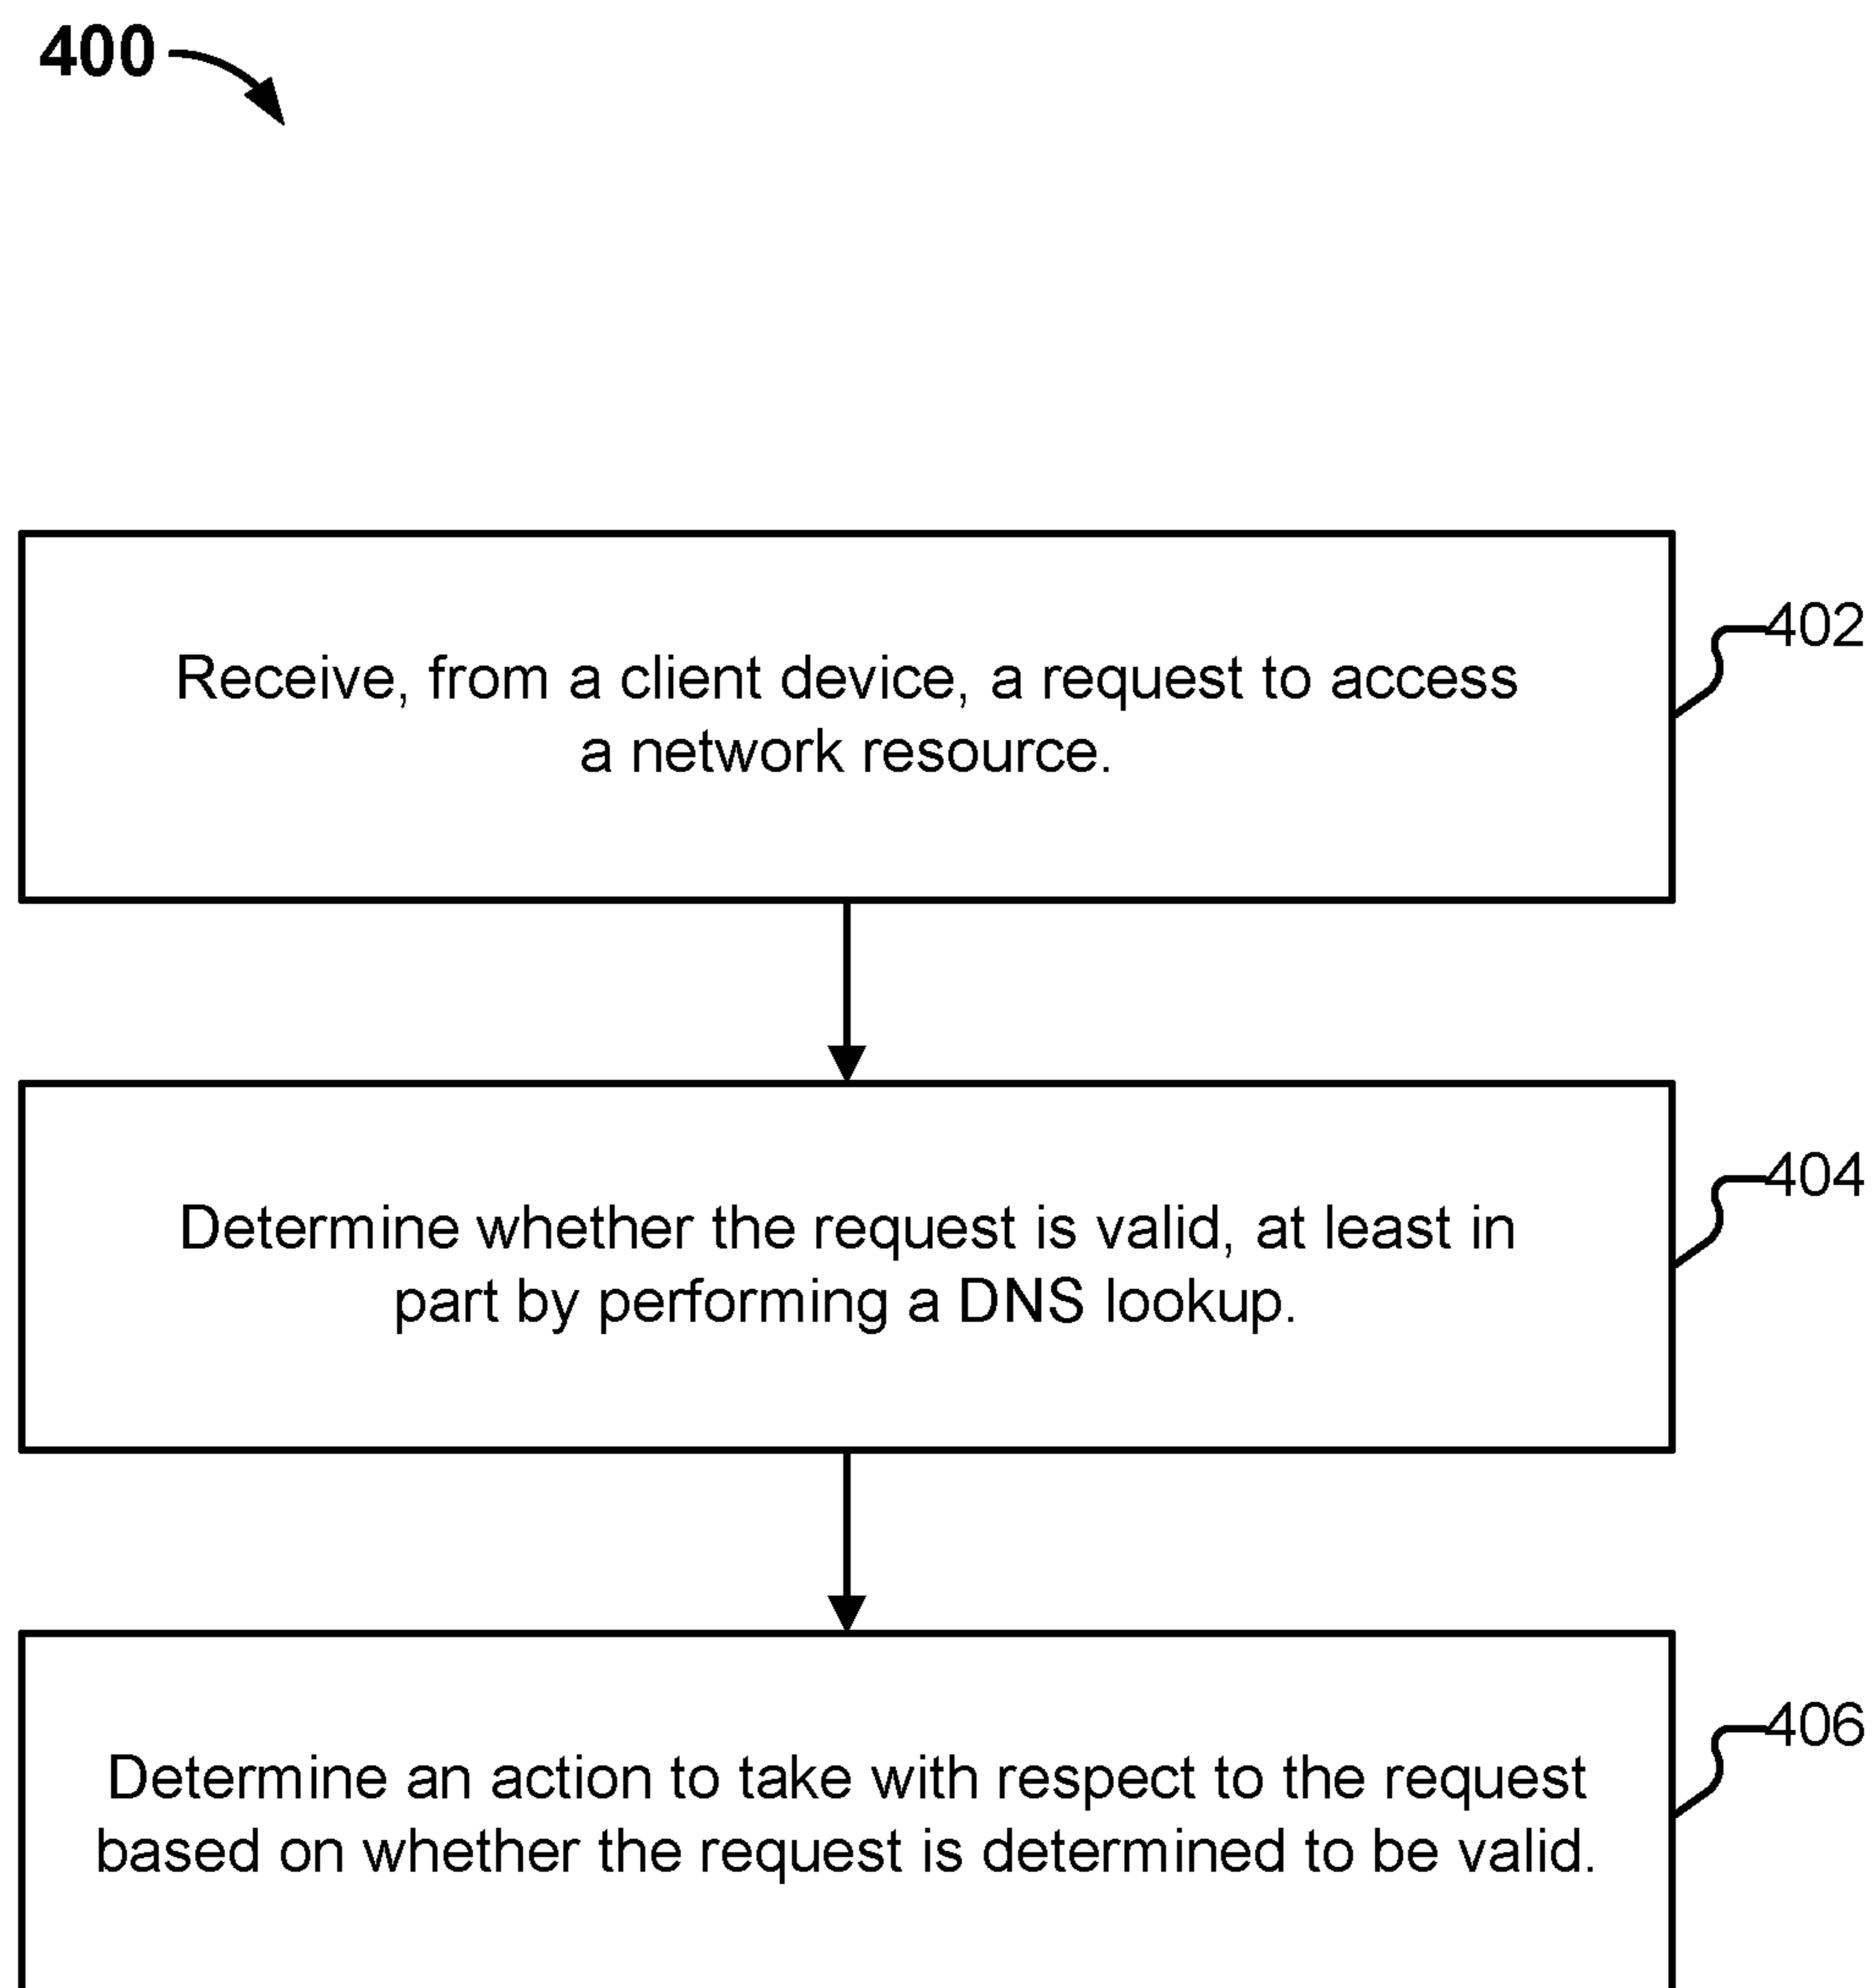 400
402
Receive, from a client device, a request to access
a network resource.
404
Determine whether the request is valid, at least in
part by performing a DNS lookup.
406
Determine an action to take with respect to the request
based on whether the request is determined to be valid.